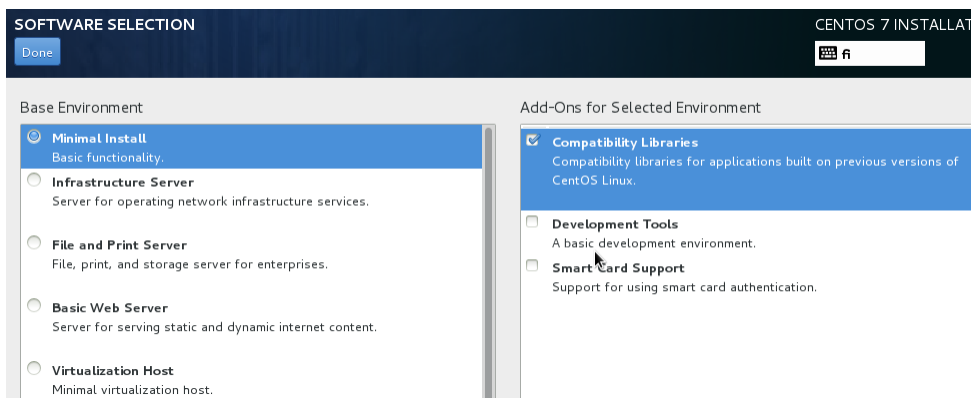 SOFTWARE SELECTION
CENTOS 7 INSTALLAT
Done
fi
Base Environment
Minimal Install
Basic functionality.
Infrastructure Server
Server for operating network infrastructure services.
File and Print Server
File, print, and storage server for enterprises.
Basic Web Server
Server for serving static and dynamic internet content.
Virtualization Host
Minimal virtualization host.
Add-Ons for Selected Environment
Compatibility Libraries
Compatibility libraries for applications built on previous versions of
CentOS Linux.
Development Tools
A basic development environment.
Smart Card Support
Support for using smart card authentication.